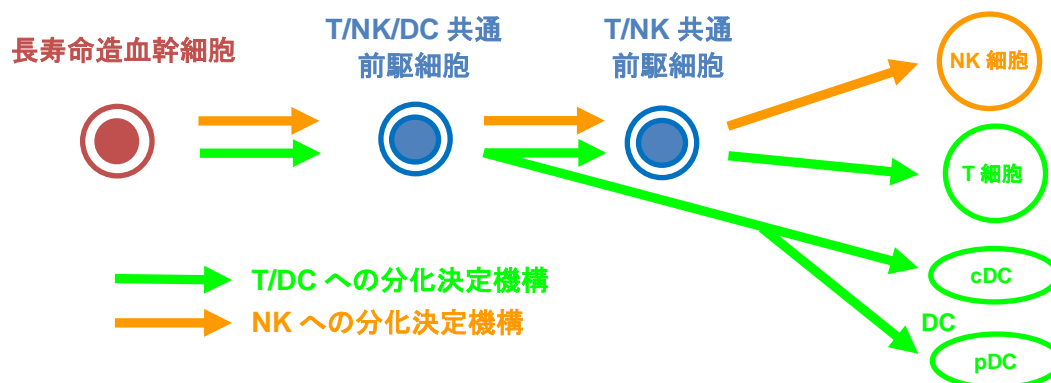 長寿命造血幹細胞
T/NK/DC 共通
前駆細胞
T/NK 共通
前駆細胞
NK 細胞
T 細胞
cDC
DC
pDC
T/DC への分化決定機構
NK への分化決定機構